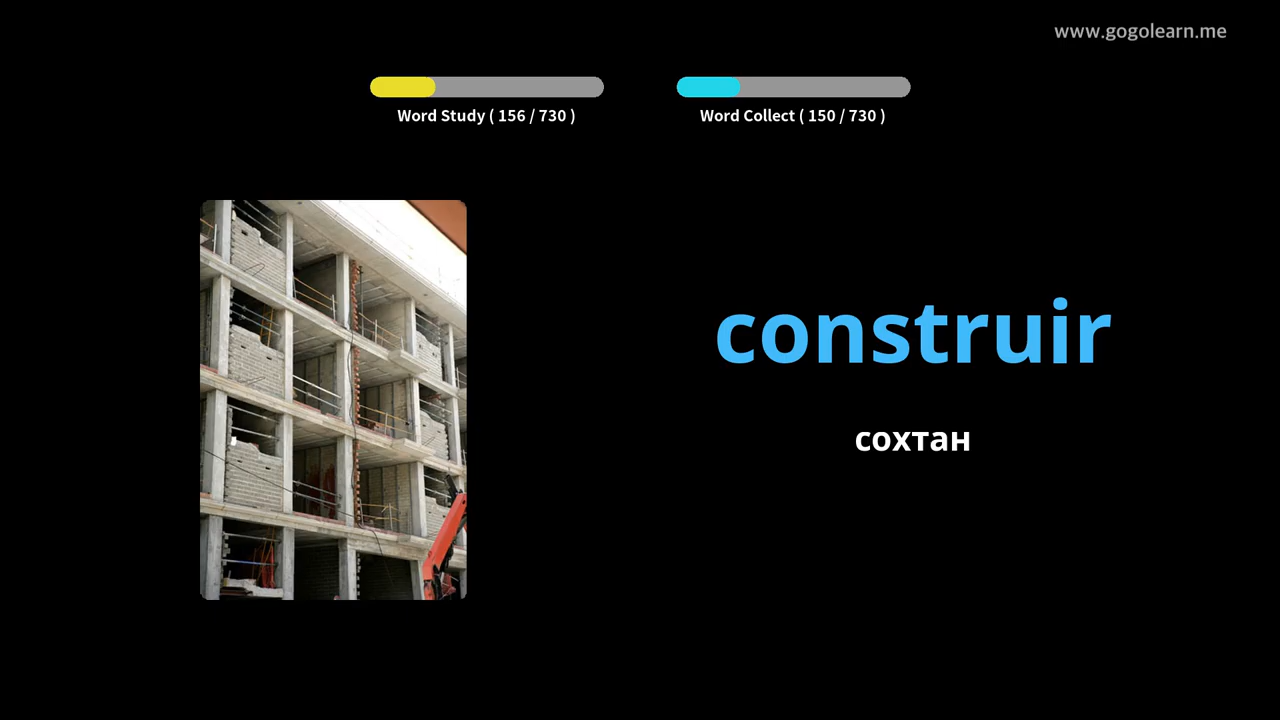 www.gogolearn.me
Word Study ( 156 / 730 )
Word Collect ( 150 / 730 )
construir
сохтан